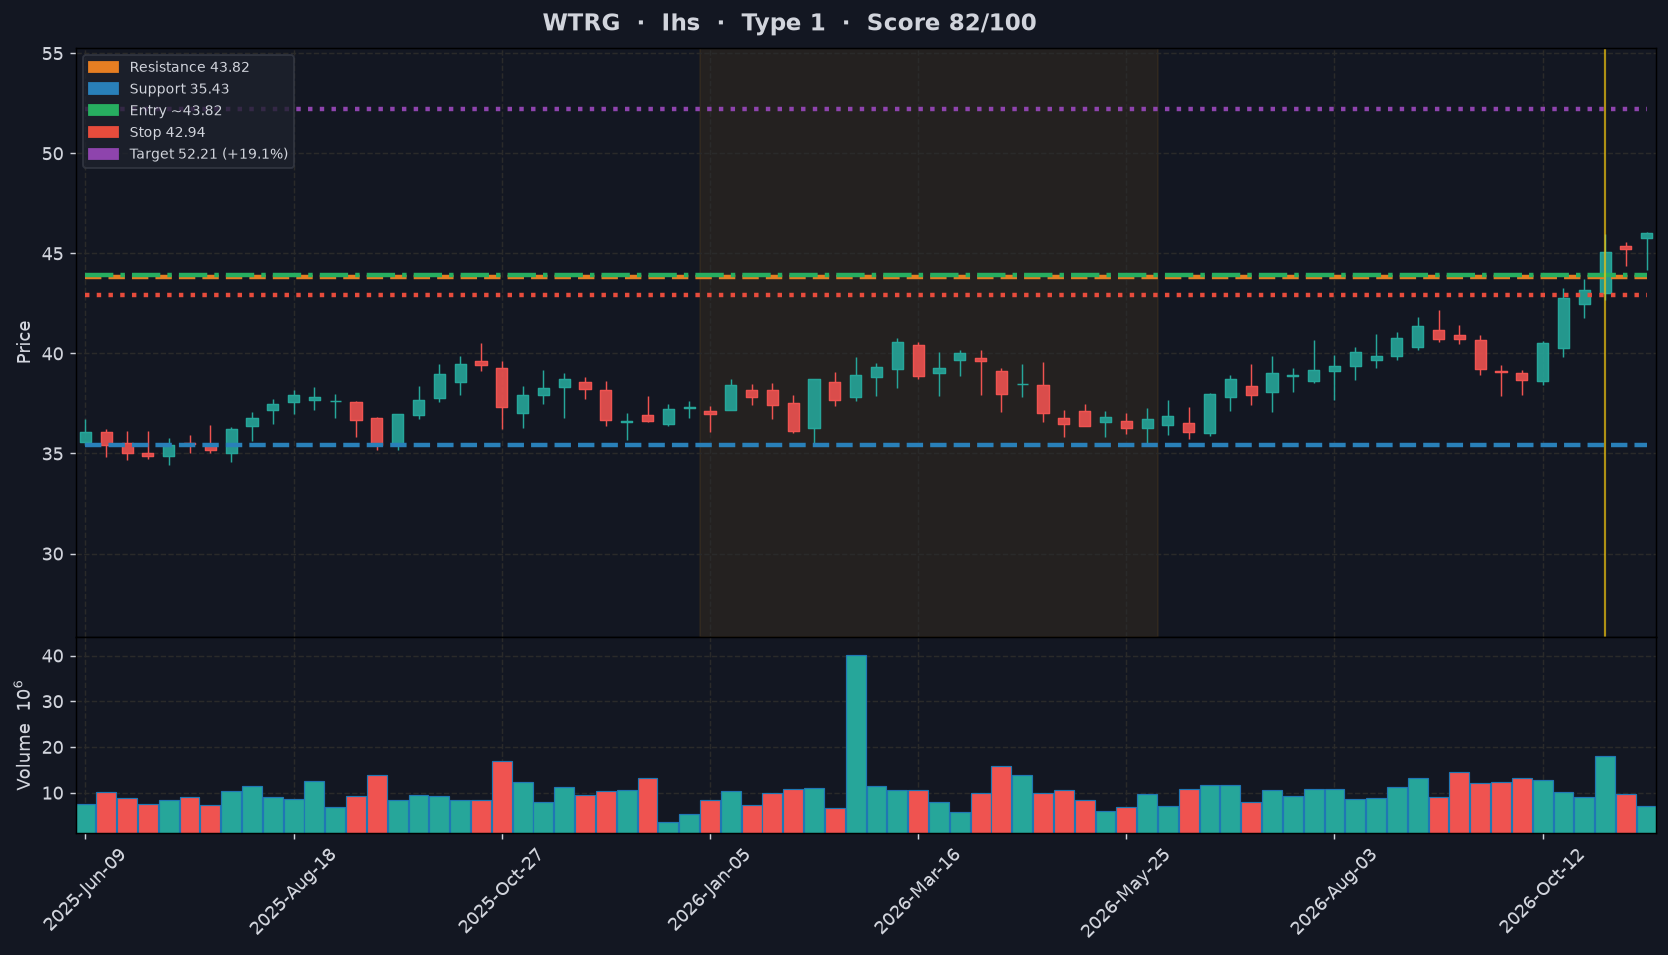 WTRG · Ihs · Type 1 · Score 82/100
55
50
45
40
35
30
Price
Resistance 43.82
Support 35.43
Entry ~43.82
Stop 42.94
Target 52.21 (+19.1%)
40
30
20
10
Volume 10⁶
2025-Jun-09
2025-Aug-18
2025-Oct-27
2026-Jan-05
2026-Mar-16
2026-May-25
2026-Aug-03
2026-Oct-12